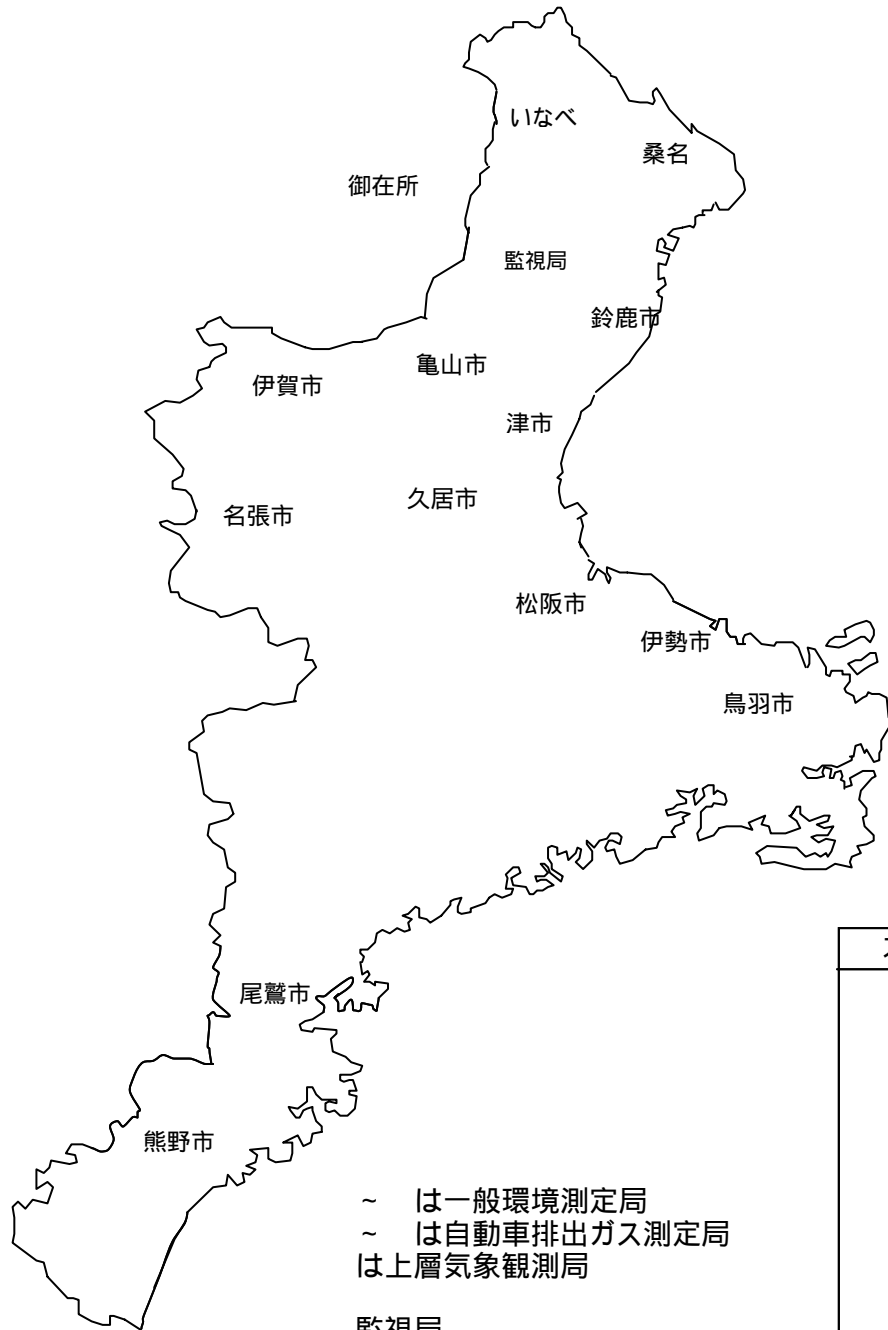 いなべ
桑名
御在所
監視局
鈴鹿市
亀山市
伊賀市
津市
久居市
名張市
松阪市
伊勢市
鳥羽市
尾鷲市
熊野市
~ は一般環境測定局
~ は自動車排出ガス測定局
は上層気象観測局
監視局